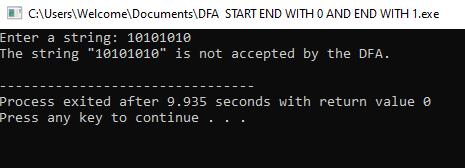 C:\Users\Welcome\Documents\DFA START END WITH 0 AND END WITH 1.exe
Enter a string: 10101010
The string "10101010" is not accepted by the DFA.
--------------------------------
Process exited after 9.935 seconds with return value 0
Press any key to continue . . .